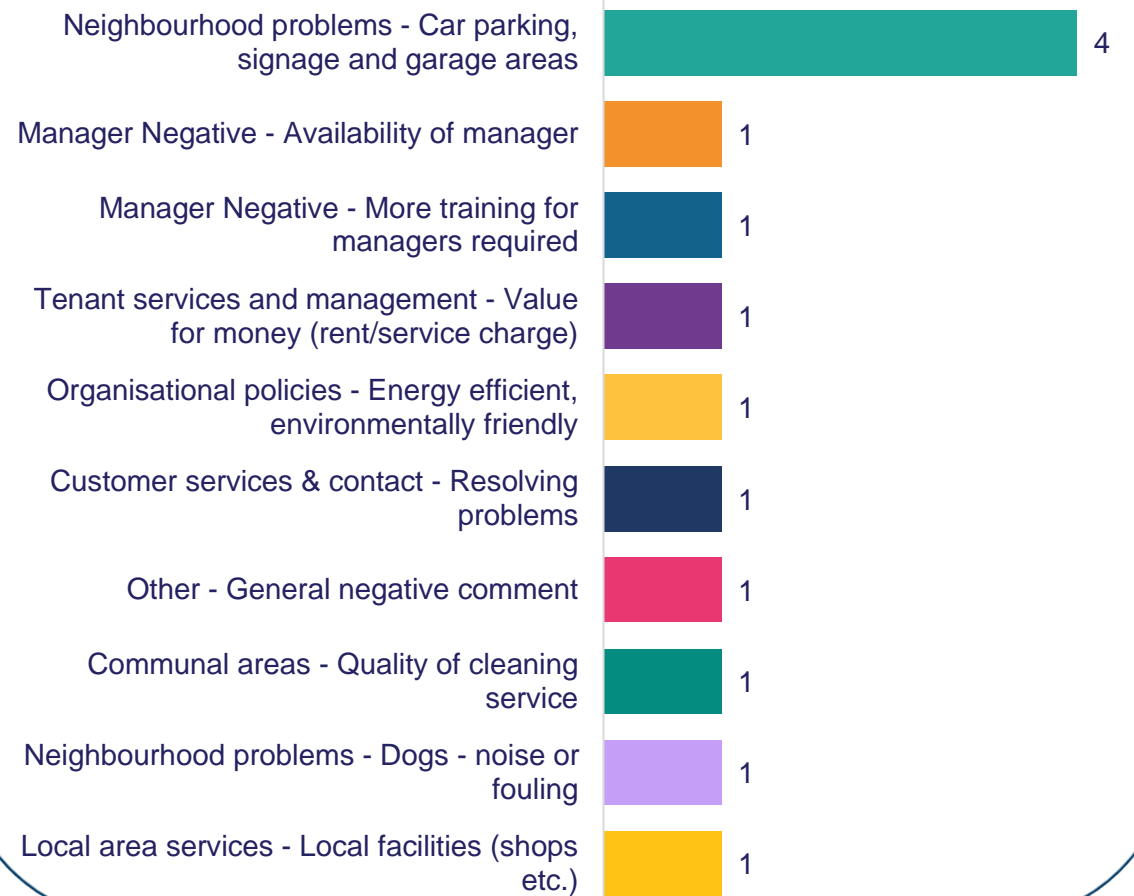 Neighbourhood problems - Car parking,
signage and garage areas
4
Manager Negative - Availability of manager
1
Manager Negative - More training for
managers required
1
Tenant services and management - Value
for money (rent/service charge)
1
Organisational policies - Energy efficient,
environmentally friendly
1
Customer services & contact - Resolving
problems
1
Other - General negative comment
1
Communal areas - Quality of cleaning
service
1
Neighbourhood problems - Dogs - noise or
fouling
1
Local area services - Local facilities (shops
etc.)
1